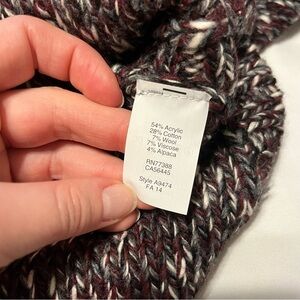 54% Acrylic
28% Cotton
7% Wool
7% Viscose
4% Alpaca
RN77388
CA56445
Style A9474
FA 14